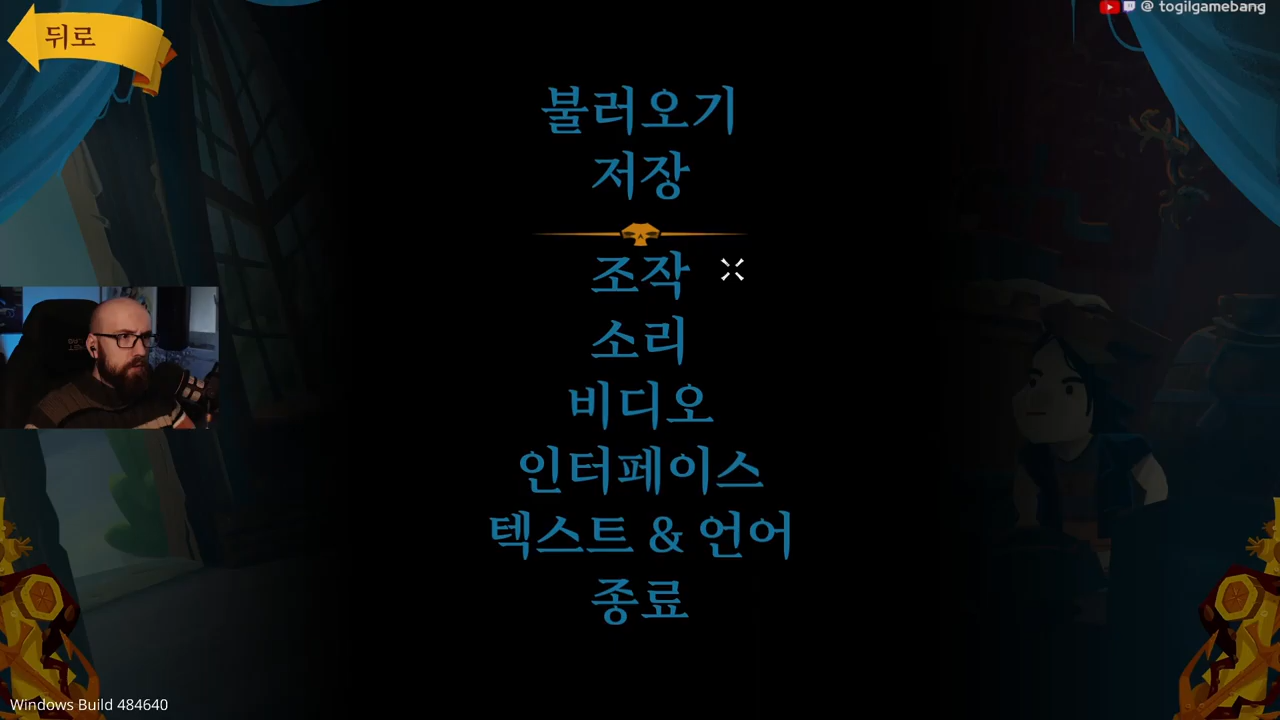 뒤로
@ togilgamebang
불러오기
저장
조작
소리
비디오
인터페이스
텍스트 & 언어
종료
Windows Build 484640